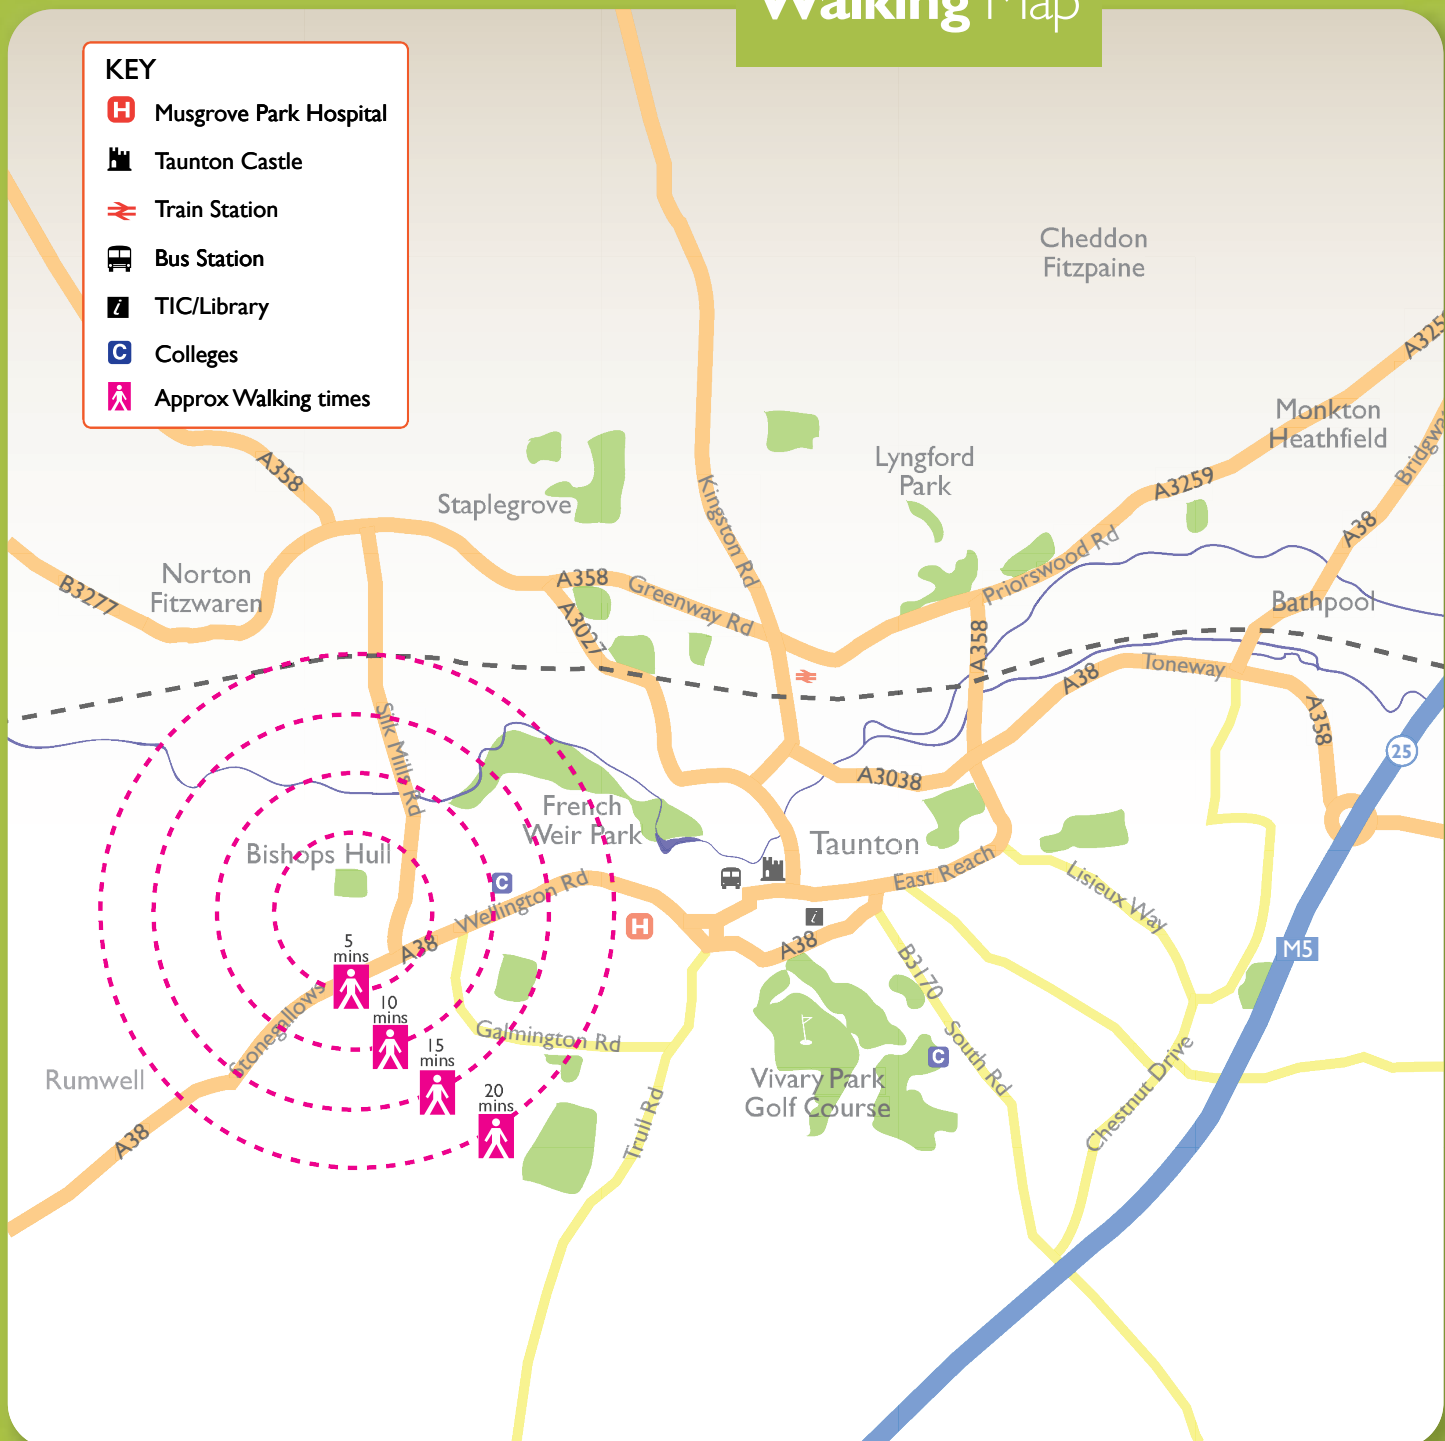 Walking Map
KEY
Musgrove Park Hospital
Taunton Castle
Train Station
Bus Station
TIC/Library
Colleges
Approx Walking times
H
i
C
Cheddon
Fitzpaine
A3259
Monkton
Heathfield
Lyngford
Park
A3259
A358
Staplegrove
Kingston Rd
A38
Priorswood Rd
Norton
Fitzwaren
B3277
A358
Greenway Rd
A3027
Bathpool
A358
Toneway
A38
A358
Silk Mills Rd
25
A3038
French
Weir Park
Taunton
Bishops Hull
East Reach
Lisieux Way
C
Wellington Rd
i
H
A38
A38
M5
5
mins
B3170
10
mins
Stonegallows
Galmington Rd
15
mins
South Rd
C
Rumwell
Vivary Park
Golf Course
20
mins
Chestnut Drive
Trull Rd
A38